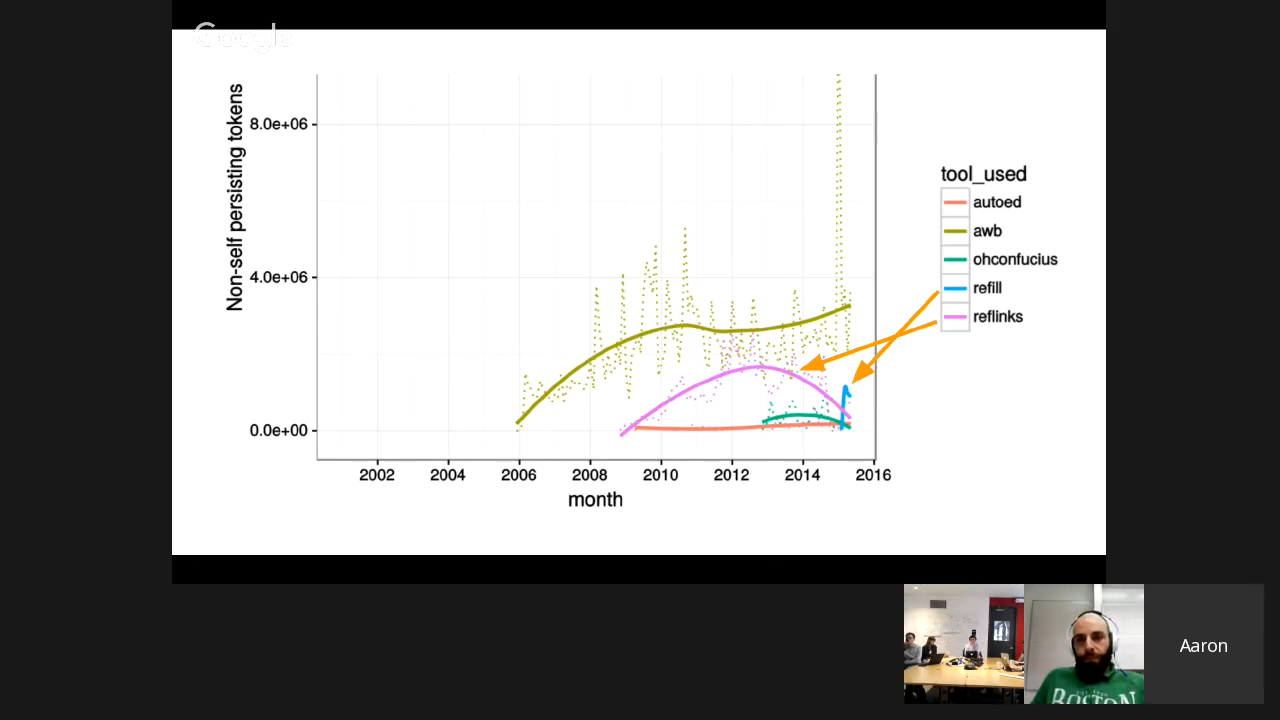 Google
Non-self persisting tokens
8.0e+06
4.0e+06
0.0e+00
2002 2004 2006 2008 2010 2012 2014 2016
month
tool_used
autoed
awb
ohconfucius
refill
reflinks
BOSTON
Aaron